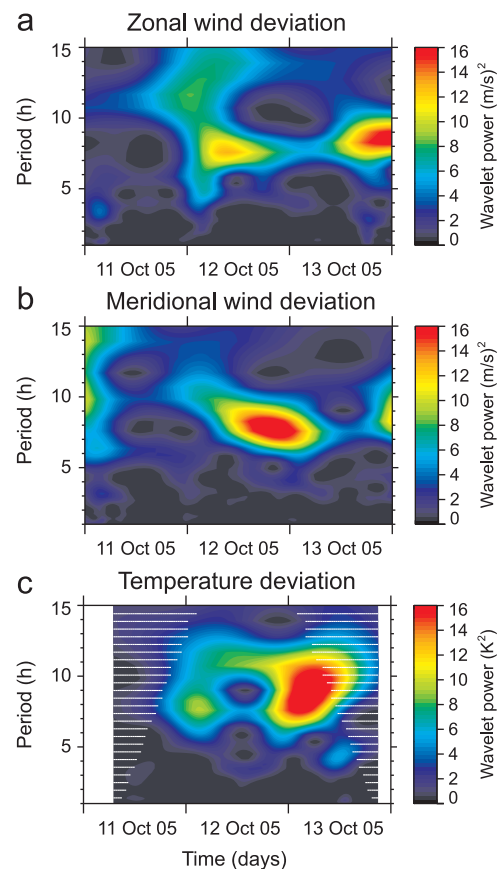 a
Zonal wind deviation
15
10
5
Period (h)
11 Oct 05 12 Oct 05 13 Oct 05
16
14
12
10
8
6
4
2
0
Wavelet power (m/s)²
b
Meridional wind deviation
15
10
5
Period (h)
11 Oct 05 12 Oct 05 13 Oct 05
16
14
12
10
8
6
4
2
0
Wavelet power (m/s)²
c
Temperature deviation
15
10
5
Period (h)
11 Oct 05 12 Oct 05 13 Oct 05
Time (days)
16
14
12
10
8
6
4
2
0
Wavelet power (K²)